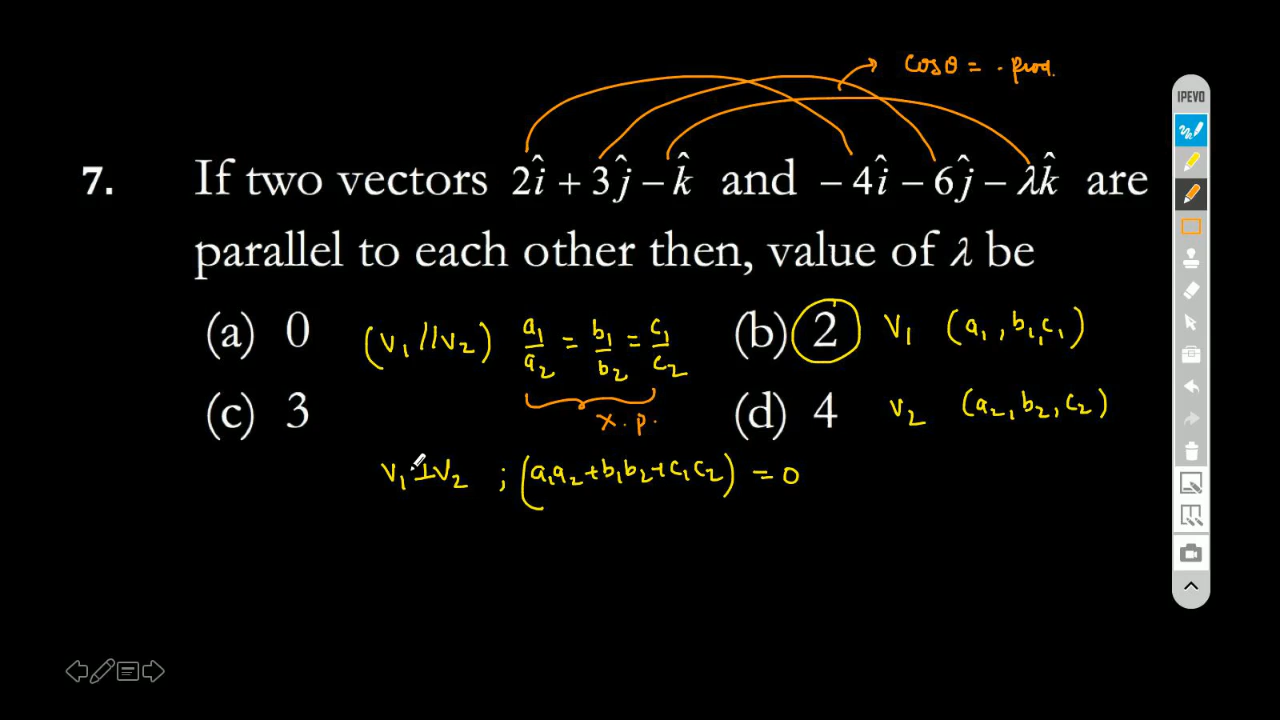 cosθ = · prod.
IPEVO
7. If two vectors 2î + 3ĵ − k̂ and − 4î − 6ĵ − λk̂ are
parallel to each other then, value of λ be
(a) 0 (V₁ // V₂) a₁/a₂ = b₁/b₂ = c₁/c₂ (b) 2 V₁ (a₁, b₁, c₁)
(c) 3 x. p. (d) 4 V₂ (a₂, b₂, c₂)
V₁ ⊥ V₂ ; (a₁a₂ + b₁b₂ + c₁c₂) = 0